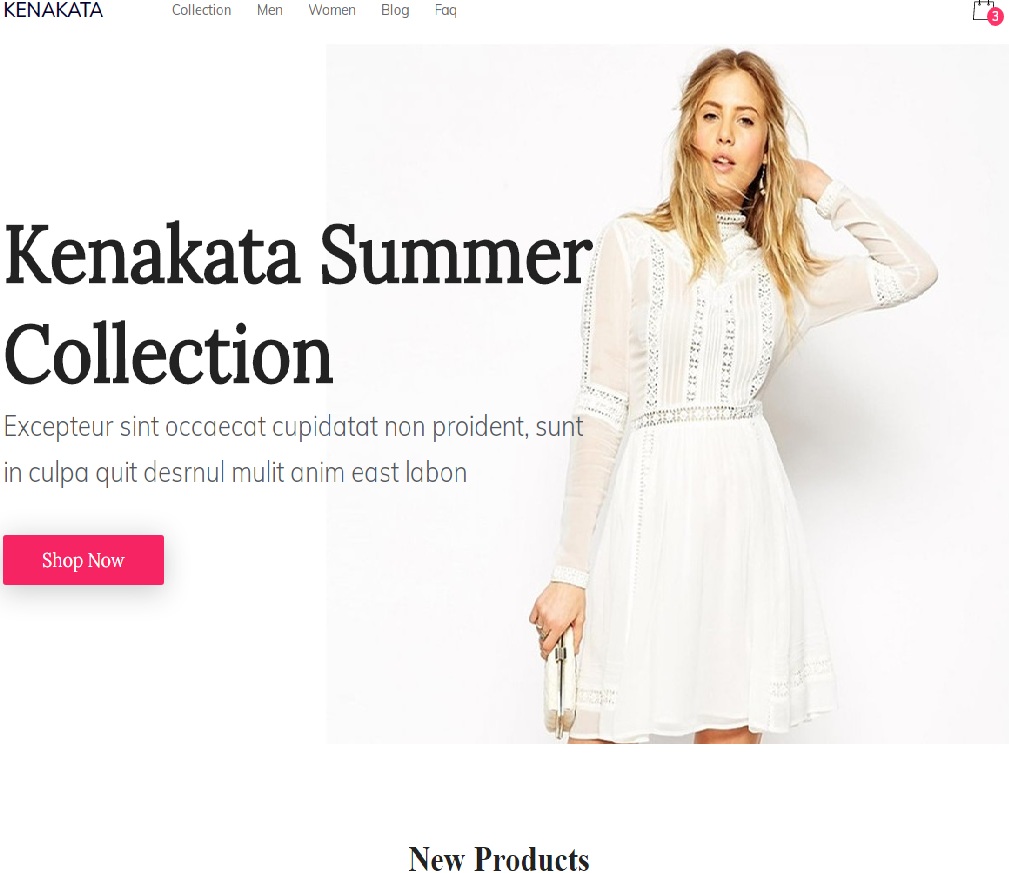 KENAKATA
Collection Men Women Blog Faq
3
Kenakata Summer
Collection
Excepteur sint occaecat cupidatat non proident, sunt
in culpa quit desrnul mulit anim east labon
Shop Now
New Products